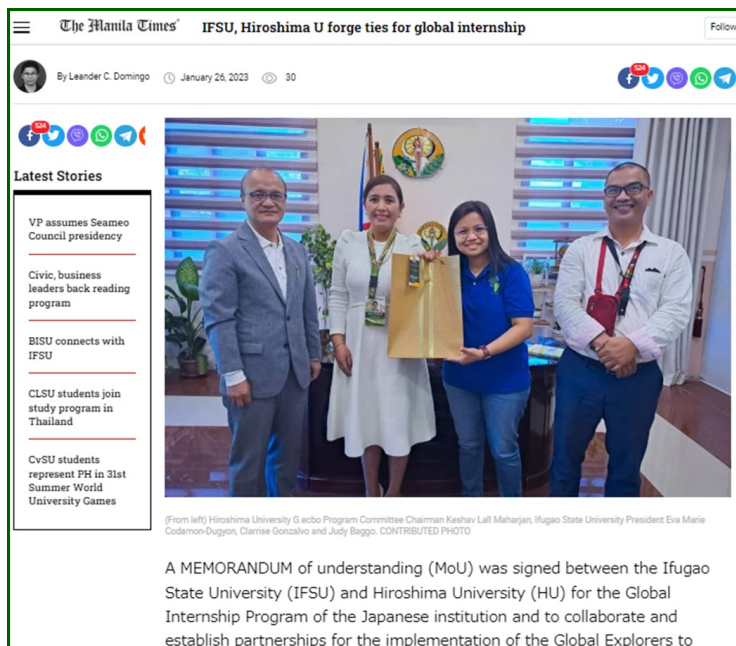 The Manila Times
IFSU, Hiroshima U forge ties for global internship
Follow
By Leander C. Domingo
January 26, 2023
30
524
524
Latest Stories
VP assumes Seameo
Council presidency
Civic, business
leaders back reading
program
BISU connects with
IFSU
CLSU students join
study program in
Thailand
CvSU students
represent PH in 31st
Summer World
University Games
(From left) Hiroshima University G.ecbo Program Committee Chairman Keshav Lall Maharjan, Ifugao State University President Eva Marie
Codamon-Dugyon, Clarrise Gonzalvo and Judy Baggo. CONTRIBUTED PHOTO
A MEMORANDUM of understanding (MoU) was signed between the Ifugao
State University (IFSU) and Hiroshima University (HU) for the Global
Internship Program of the Japanese institution and to collaborate and
establish partnerships for the implementation of the Global Explorers to